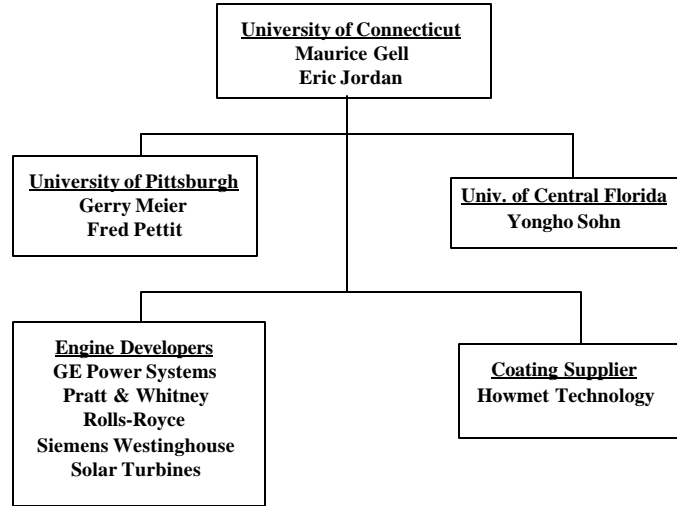 University of Connecticut
Maurice Gell
Eric Jordan
University of Pittsburgh
Gerry Meier
Fred Pettit
Univ. of Central Florida
Yongho Sohn
Engine Developers
GE Power Systems
Pratt & Whitney
Rolls-Royce
Siemens Westinghouse
Solar Turbines
Coating Supplier
Howmet Technology